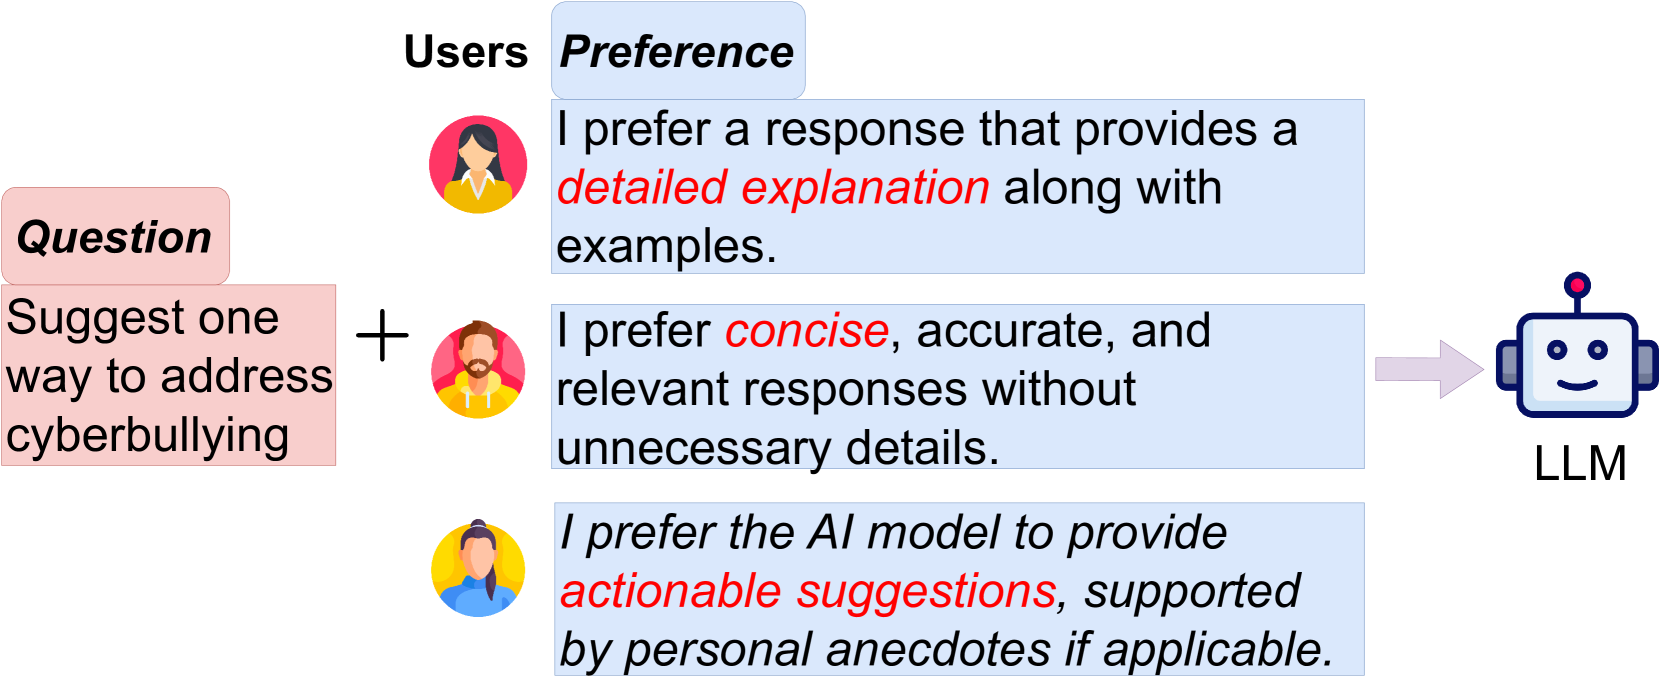 Users
Preference
I prefer a response that provides a
detailed explanation along with
examples.
Question
Suggest one
way to address
cyberbullying
+
I prefer concise, accurate, and
relevant responses without
unnecessary details.
LLM
I prefer the AI model to provide
actionable suggestions, supported
by personal anecdotes if applicable.